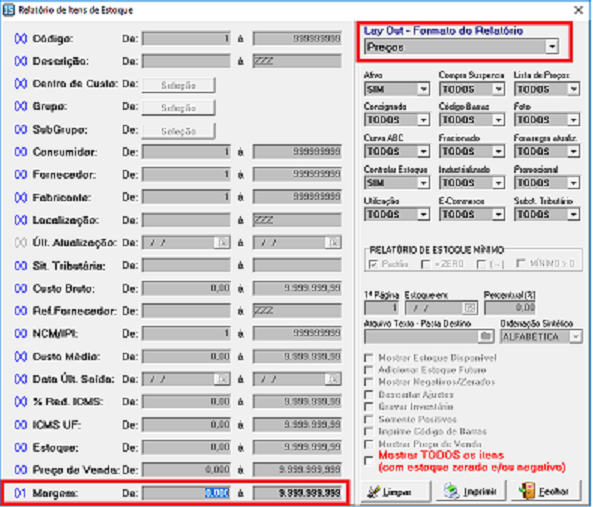 Relatório de Itens de Estoque
00 Código: De: 1 à 999999999
00 Descrição: De: à ZZZ
00 Centro de Custo: De: Seleção
00 Grupo: De: Seleção
00 SubGrupo: De: Seleção
00 Consumidor: De: 1 à 999999999
00 Fornecedor: De: 1 à 999999999
00 Fabricante: De: 1 à 999999999
00 Localização: De: à ZZZ
00 Últ. Atualização: De: / / à / /
00 Sit. Tributária: De: à
00 Custo Bruto: De: 0,00 à 9.999.999,99
00 Ref.Fornecedor: De: à ZZZ
00 NCM/IPI: De: 1 à 99999999
00 Custo Médio: De: 0,00 à 9.999.999,99
00 Data Últ. Saída: De: / / à / /
00 % Red. ICMS: De: 0,00 à 9.999.999,99
00 ICMS UF: De: 0,00 à 9.999.999,99
00 Estoque: De: 0,00 à 9.999.999,99
00 Preço de Venda: De: 0,000 à 9.999.999,999
01 Margem: De: 0,000 à 9.999.999,999
Lay Out - Formato do Relatório
Preços
Ativo Compra Suspensa Lista de Preços
SIM TODOS TODOS
Consignado Código Barras Foto
TODOS TODOS TODOS
Curva ABC Fracionado
TODOS TODOS TODOS
Controlar Estoque Industrializado Promocional
SIM TODOS TODOS
Utilização E-Commerce Subst. Tributário
TODOS TODOS TODOS
RELATÓRIO DE ESTOQUE MÍNIMO
Padrão = ZERO (-) MÍNIMO > 0
1ª Página Estoque em: Percentual (%)
1 / / 0,00
Arquivo Texto - Pasta Destino Ordenação Sintético
ALFABÉTICA
Mostrar Estoque Disponível
Adicionar Estoque Futuro
Mostrar Negativos/Zerados
Descartar Ajustes
Gravar Inventário
Somente Positivos
Imprime Código de Barras
Mostrar Preço de Venda
Mostrar TODOS os itens
(com estoque zerado e/ou negativo)
Limpar Imprimir Fechar